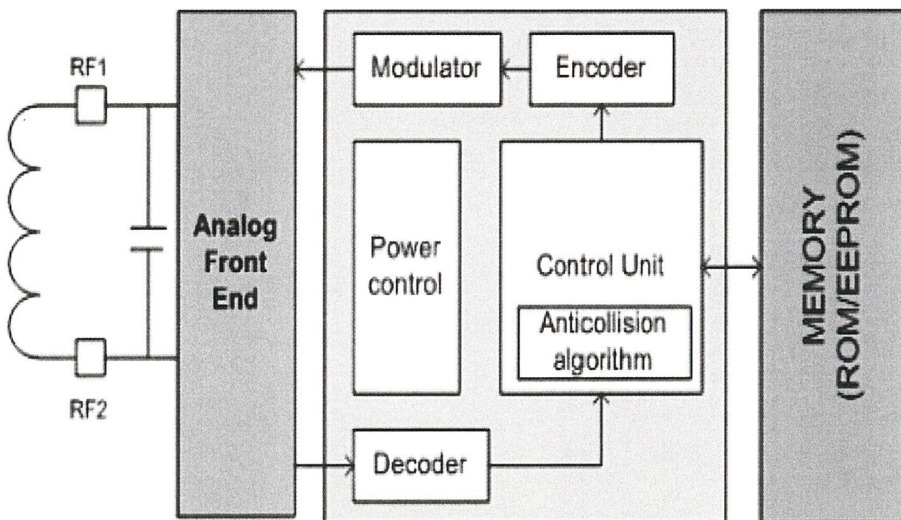 RF1
RF2
Analog
Front
End
Modulator
Encoder
Power
control
Control Unit
Anticollision
algorithm
Decoder
MEMORY
(ROM/EEPROM)